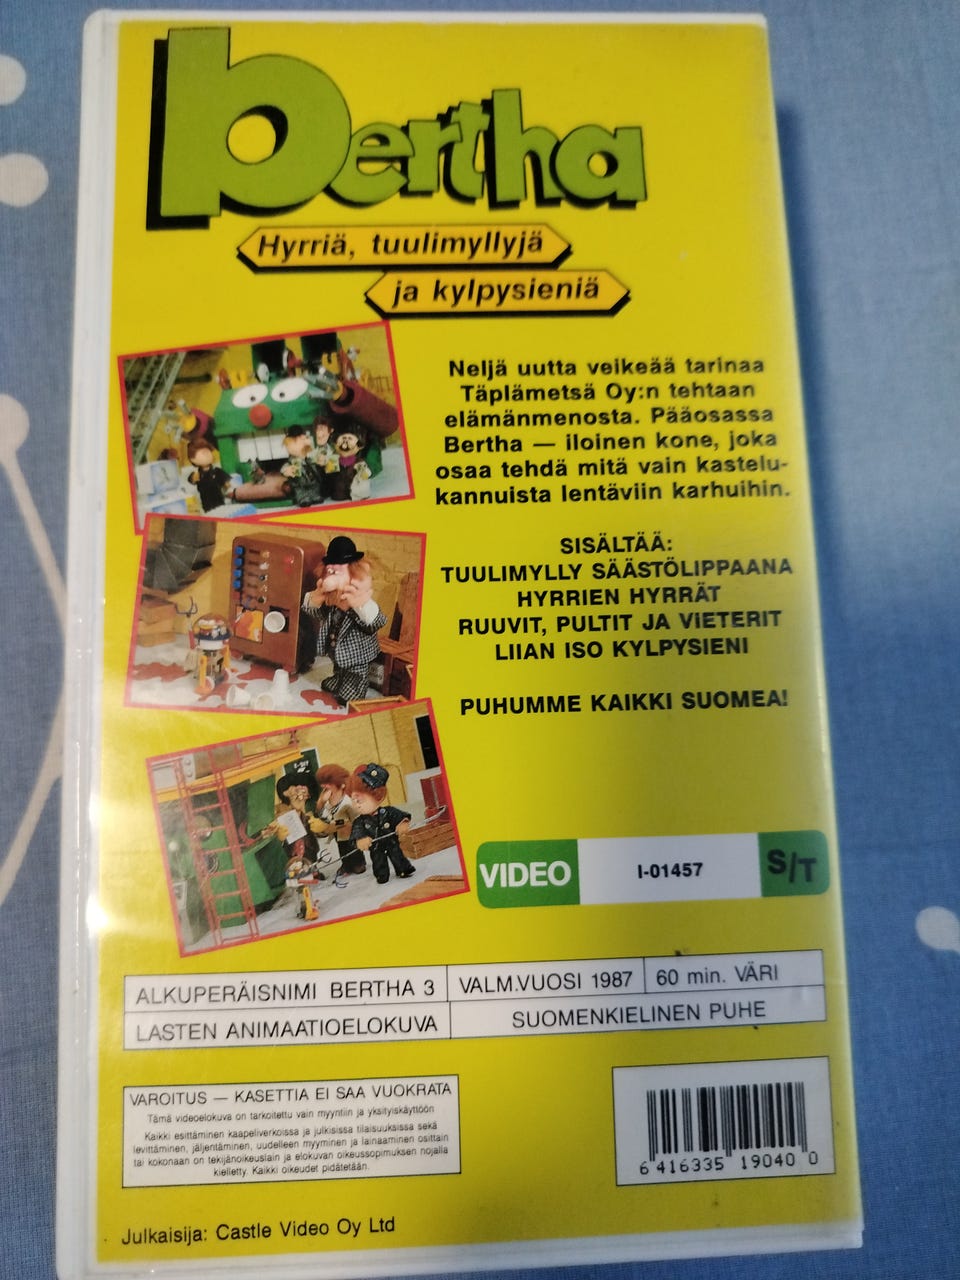 bertha
Hyrriä, tuulimyllyjä
ja kylpysieniä
Neljä uutta veikeää tarinaa
Täplämetsä Oy:n tehtaan
elämänmenosta. Pääosassa
Bertha — iloinen kone, joka
osaa tehdä mitä vain kastelu-
kannuista lentäviin karhuihin.
SISÄLTÄÄ:
TUULIMYLLY SÄÄSTÖLIPPAANA
HYRRIEN HYRRÄT
RUUVIT, PULTIT JA VIETERIT
LIIAN ISO KYLPYSIENI
PUHUMME KAIKKI SUOMEA!
VIDEO I-01457 S/T
ALKUPERÄISNIMI BERTHA 3 VALM.VUOSI 1987 60 min. VÄRI
LASTEN ANIMAATIOELOKUVA SUOMENKIELINEN PUHE
VAROITUS — KASETTIA EI SAA VUOKRATA
Tämä videoelokuva on tarkoitettu vain myyntiin ja yksityiskäyttöön
Kaikki esittäminen kaapeliverkoissa ja julkisissa tilaisuuksissa sekä
levittäminen, jäljentäminen, uudelleen myyminen ja lainaaminen osittain
tai kokonaan on tekijänoikeuslain ja elokuvan oikeussopimuksen nojalla
kielletty. Kaikki oikeudet pidätetään.
6 416335 19040 0
Julkaisija: Castle Video Oy Ltd